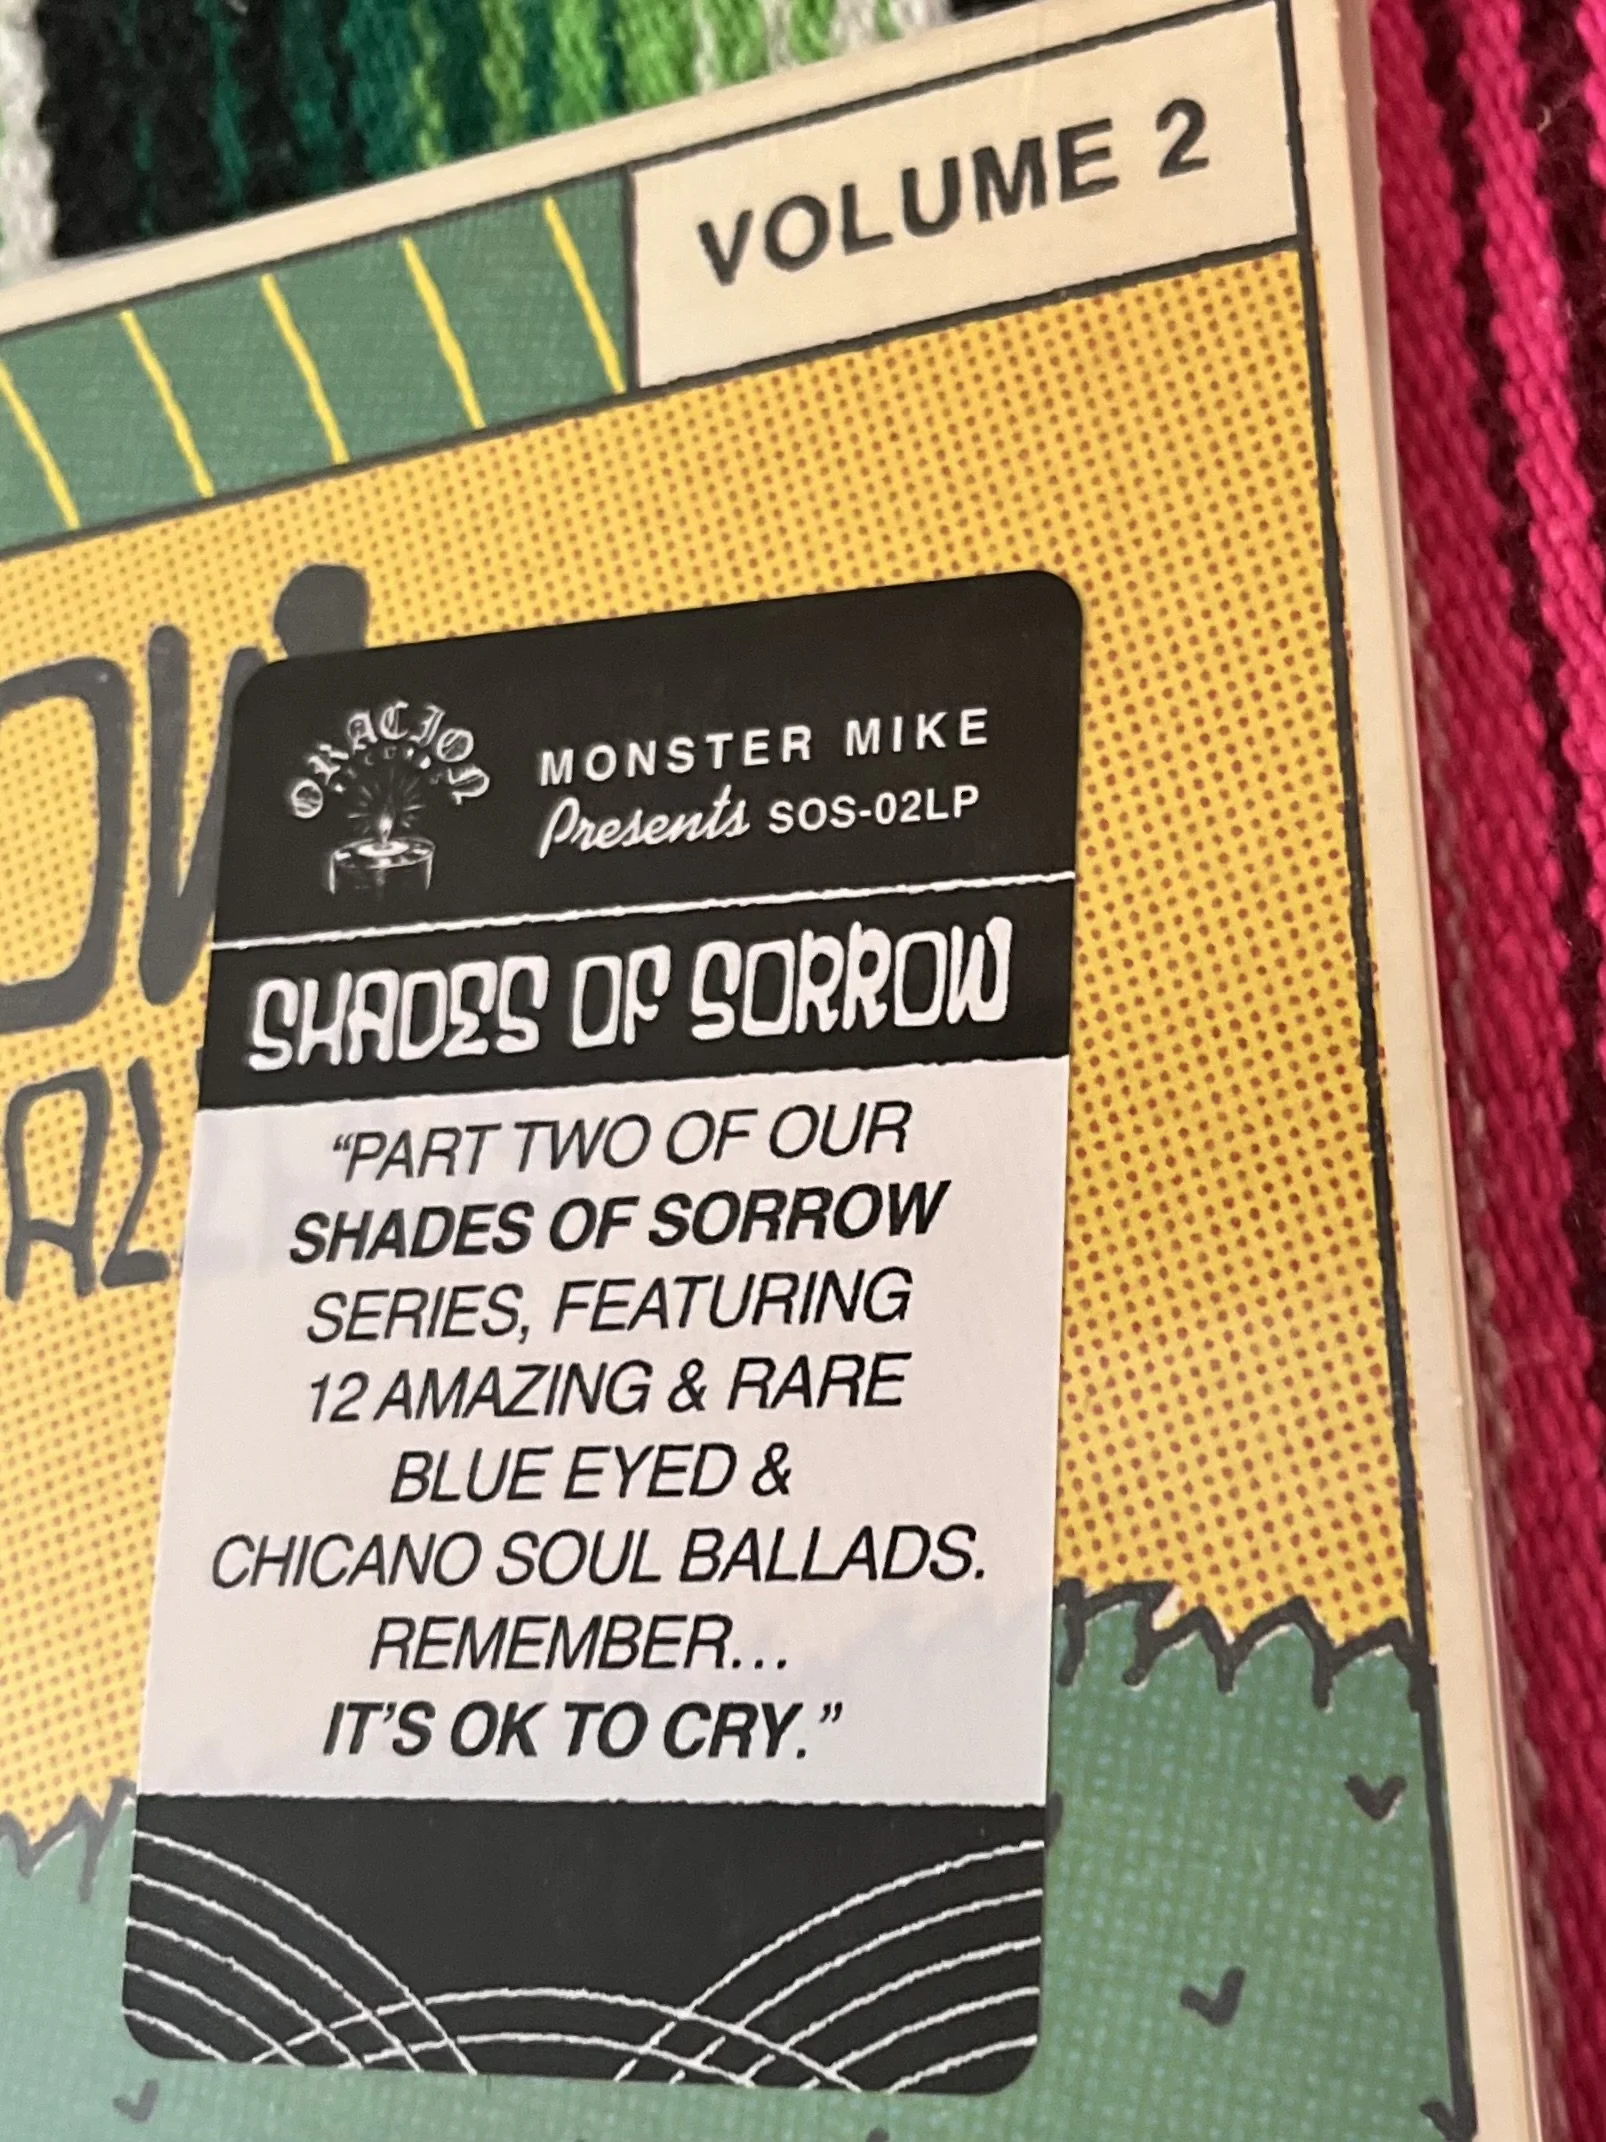 VOLUME 2
ORACION
MONSTER MIKE
Presents SOS-02LP
SHADES OF SORROW
"PART TWO OF OUR
SHADES OF SORROW
SERIES, FEATURING
12 AMAZING & RARE
BLUE EYED &
CHICANO SOUL BALLADS.
REMEMBER...
IT'S OK TO CRY."